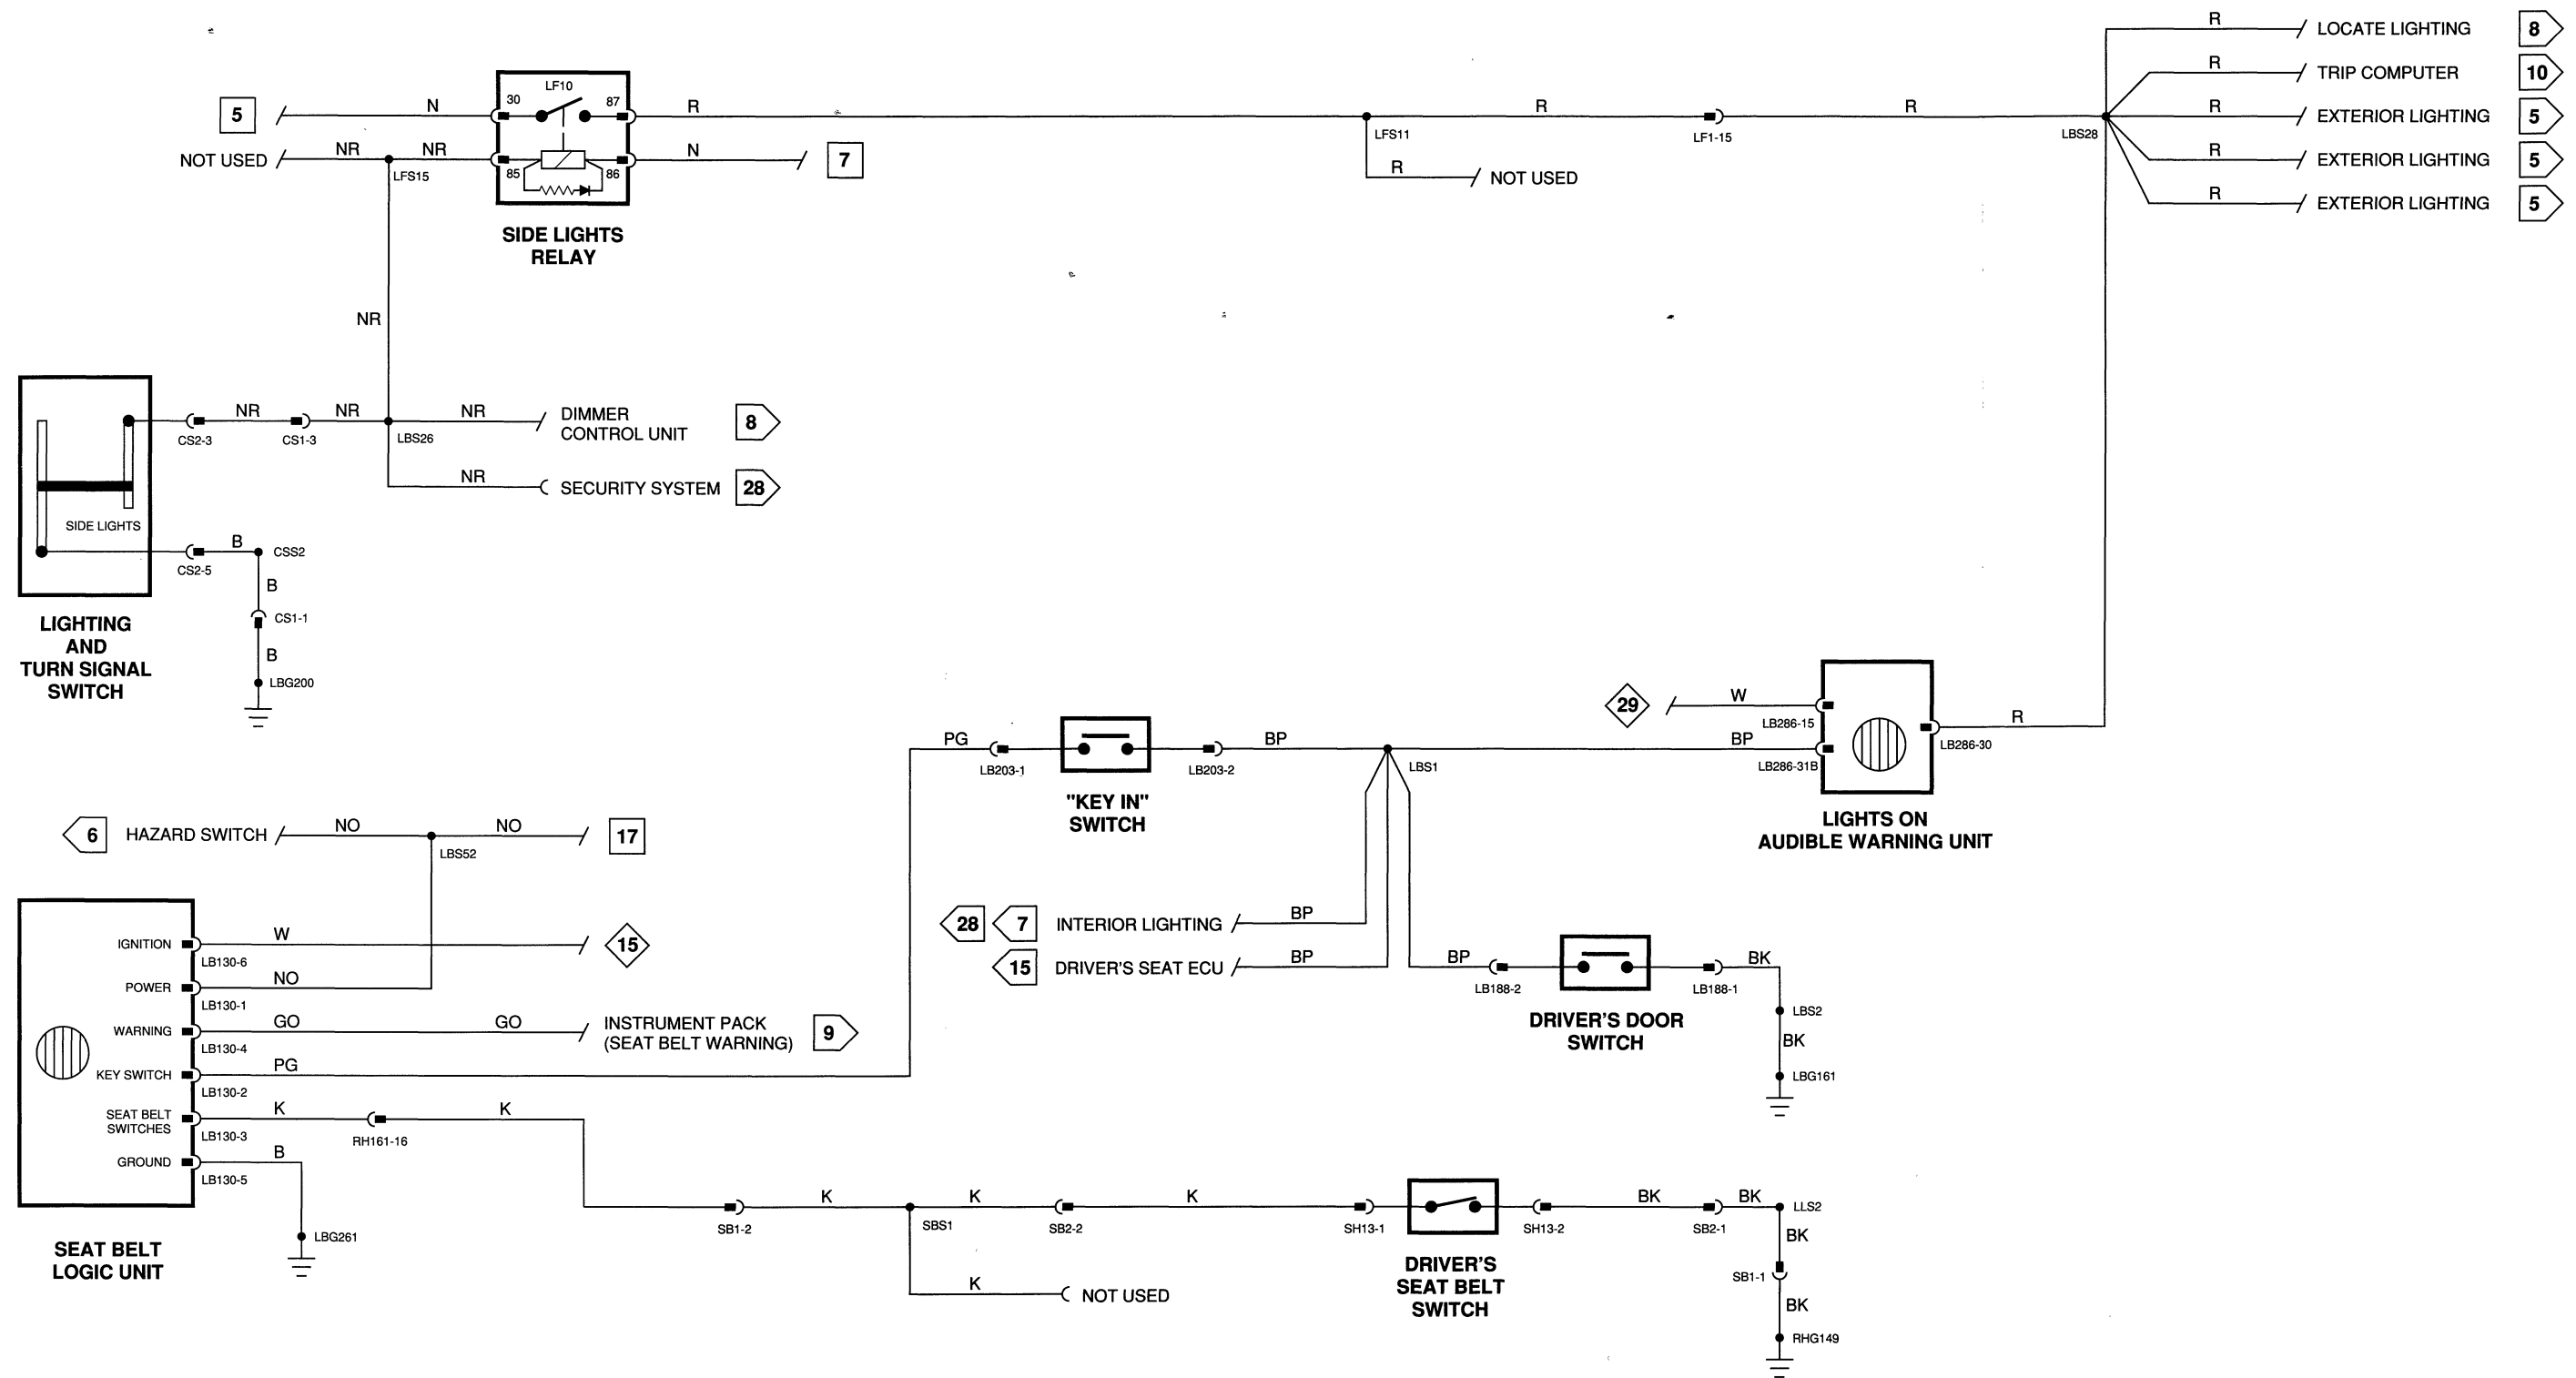 R
LOCATE LIGHTING
8
R
TRIP COMPUTER
10
5
N
LF10
30
87
R
R
R
R
EXTERIOR LIGHTING
5
LFS11
LF1-15
LBS28
NOT USED
NR
NR
LFS15
85
86
N
7
R
NOT USED
R
EXTERIOR LIGHTING
5
R
EXTERIOR LIGHTING
5
SIDE LIGHTS
RELAY
NR
CS2-3
NR
CS1-3
NR
LBS26
NR
DIMMER
CONTROL UNIT
8
NR
SECURITY SYSTEM
28
SIDE LIGHTS
CS2-5
B
CSS2
B
CS1-1
B
LBG200
LIGHTING
AND
TURN SIGNAL
SWITCH
29
W
LB286-15
R
LB286-30
PG
LB203-1
LB203-2
BP
LBS1
BP
LB286-31B
"KEY IN"
SWITCH
LIGHTS ON
AUDIBLE WARNING UNIT
6
HAZARD SWITCH
NO
NO
LBS52
17
28
7
INTERIOR LIGHTING
BP
15
DRIVER'S SEAT ECU
BP
BP
LB188-2
LB188-1
BK
LBS2
BK
LBG161
DRIVER'S DOOR
SWITCH
IGNITION
W
LB130-6
15
POWER
NO
LB130-1
WARNING
GO
GO
LB130-4
INSTRUMENT PACK
(SEAT BELT WARNING)
9
KEY SWITCH
PG
LB130-2
SEAT BELT
SWITCHES
K
LB130-3
RH161-16
K
GROUND
B
LB130-5
LBG261
SEAT BELT
LOGIC UNIT
SB1-2
K
SBS1
K
SB2-2
K
SH13-1
SH13-2
BK
SB2-1
BK
LLS2
BK
SB1-1
BK
RHG149
K
NOT USED
DRIVER'S
SEAT BELT
SWITCH